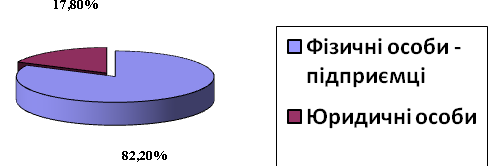 17,80%
Фізичні особи -
підприємці
Юридичні особи
82,20%